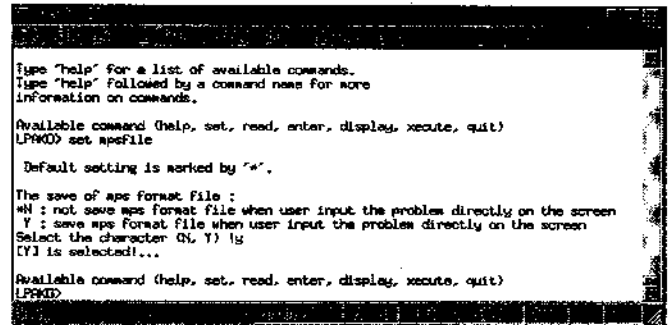 Type "help" for a list of available commands.
Type "help" followed by a command name for more
information on commands.
Available command (help, set, read, enter, display, xecute, quit)
LPAKO> set mpsfile
Default setting is marked by "*".
The save of mps format file :
*N : not save mps format file when user input the problem directly on the screen
Y : save mps format file when user input the problem directly on the screen
Select the character (N, Y) !y
[Y] is selected!...
Available command (help, set, read, enter, display, xecute, quit)
LPAKO>